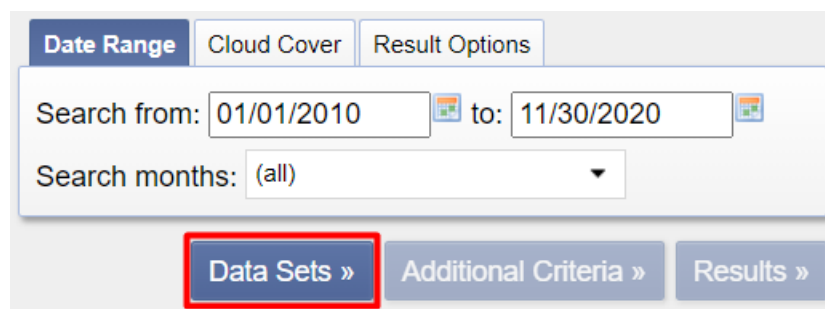 Date Range Cloud Cover Result Options
Search from: 01/01/2010 to: 11/30/2020
Search months: (all)
Data Sets » Additional Criteria » Results »